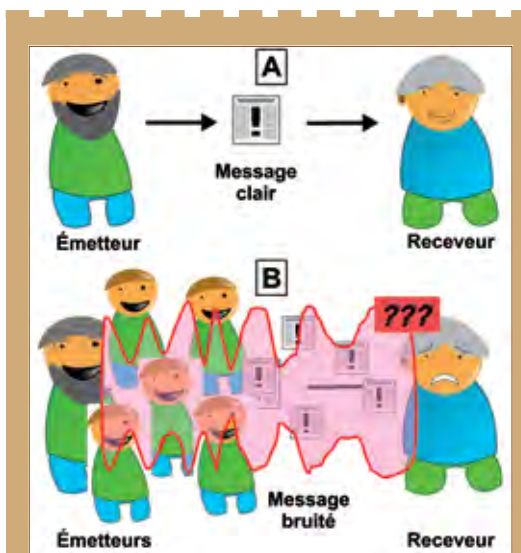 A
!
Message
clair
Émetteur
Receveur
B
???
!
!
!
!
!
Message
bruité
Émetteurs
Receveur